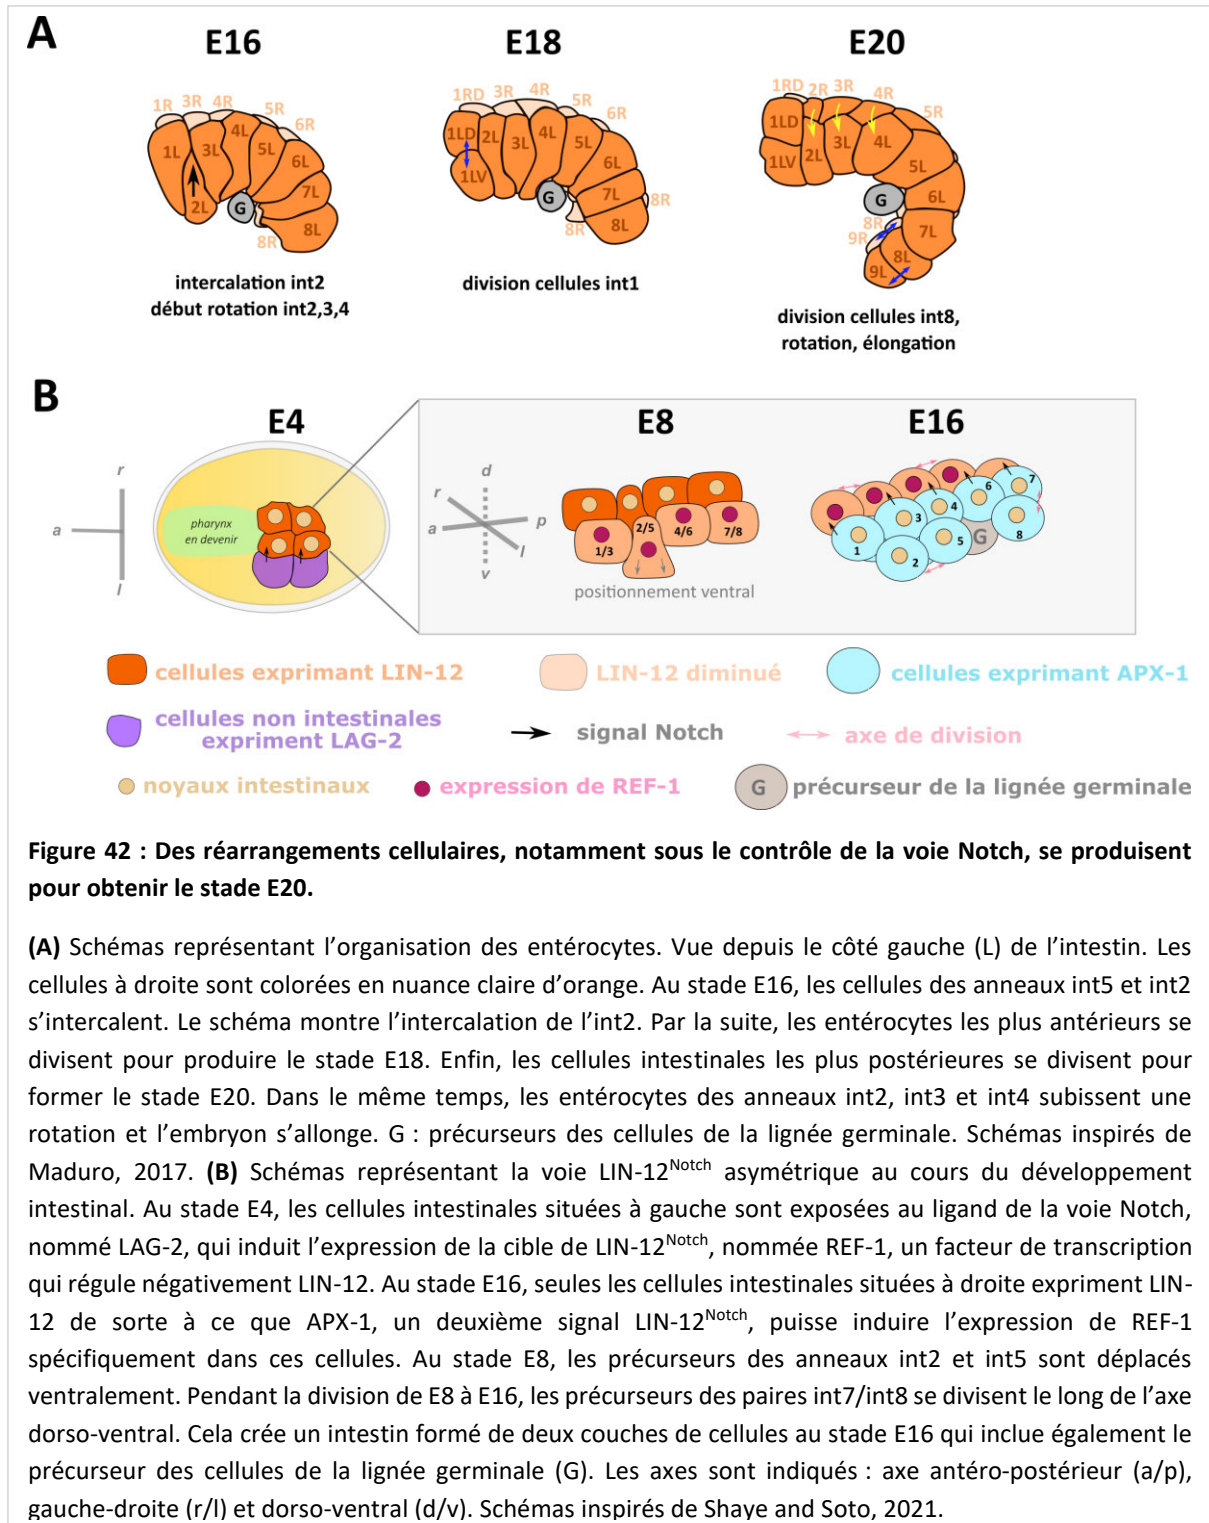 A
E16
E18
E20
1R 3R 4R 5R 6R
1L 3L 4L 5L 6L 7L 8L
2L G 8R
1RD 3R 4R 5R 6R
1LD 2L 3L 4L 5L 6L 7L 8L
1LV G 8R 8R
1RD 2R 3R 4R 5R
1LD 2L 3L 4L 5L
1LV G 6L
8R 9R 7L
8L 9L
intercalation int2
début rotation int2,3,4
division cellules int1
division cellules int8,
rotation, élongation
B
E4
E8
E16
r
a
l
pharynx
en devenir
d
r
a p
l
v
1/3 2/5 4/6 7/8
positionnement ventral
1 2 3 4 5 6 7 8
G
cellules exprimant LIN-12
LIN-12 diminué
cellules exprimant APX-1
cellules non intestinales
expriment LAG-2
signal Notch
axe de division
noyaux intestinaux
expression de REF-1
G
précurseur de la lignée germinale
Figure 42 : Des réarrangements cellulaires, notamment sous le contrôle de la voie Notch, se produisent
pour obtenir le stade E20.
(A) Schémas représentant l’organisation des entérocytes. Vue depuis le côté gauche (L) de l’intestin. Les
cellules à droite sont colorées en nuance claire d’orange. Au stade E16, les cellules des anneaux int5 et int2
s’intercalent. Le schéma montre l’intercalation de l’int2. Par la suite, les entérocytes les plus antérieurs se
divisent pour produire le stade E18. Enfin, les cellules intestinales les plus postérieures se divisent pour
former le stade E20. Dans le même temps, les entérocytes des anneaux int2, int3 et int4 subissent une
rotation et l’embryon s’allonge. G : précurseurs des cellules de la lignée germinale. Schémas inspirés de
Maduro, 2017. (B) Schémas représentant la voie LIN-12Notch asymétrique au cours du développement
intestinal. Au stade E4, les cellules intestinales situées à gauche sont exposées au ligand de la voie Notch,
nommé LAG-2, qui induit l’expression de la cible de LIN-12Notch, nommée REF-1, un facteur de transcription
qui régule négativement LIN-12. Au stade E16, seules les cellules intestinales situées à droite expriment LIN-
12 de sorte à ce que APX-1, un deuxième signal LIN-12Notch, puisse induire l’expression de REF-1
spécifiquement dans ces cellules. Au stade E8, les précurseurs des anneaux int2 et int5 sont déplacés
ventralement. Pendant la division de E8 à E16, les précurseurs des paires int7/int8 se divisent le long de l’axe
dorso-ventral. Cela crée un intestin formé de deux couches de cellules au stade E16 qui inclue également le
précurseur des cellules de la lignée germinale (G). Les axes sont indiqués : axe antéro-postérieur (a/p),
gauche-droite (r/l) et dorso-ventral (d/v). Schémas inspirés de Shaye and Soto, 2021.